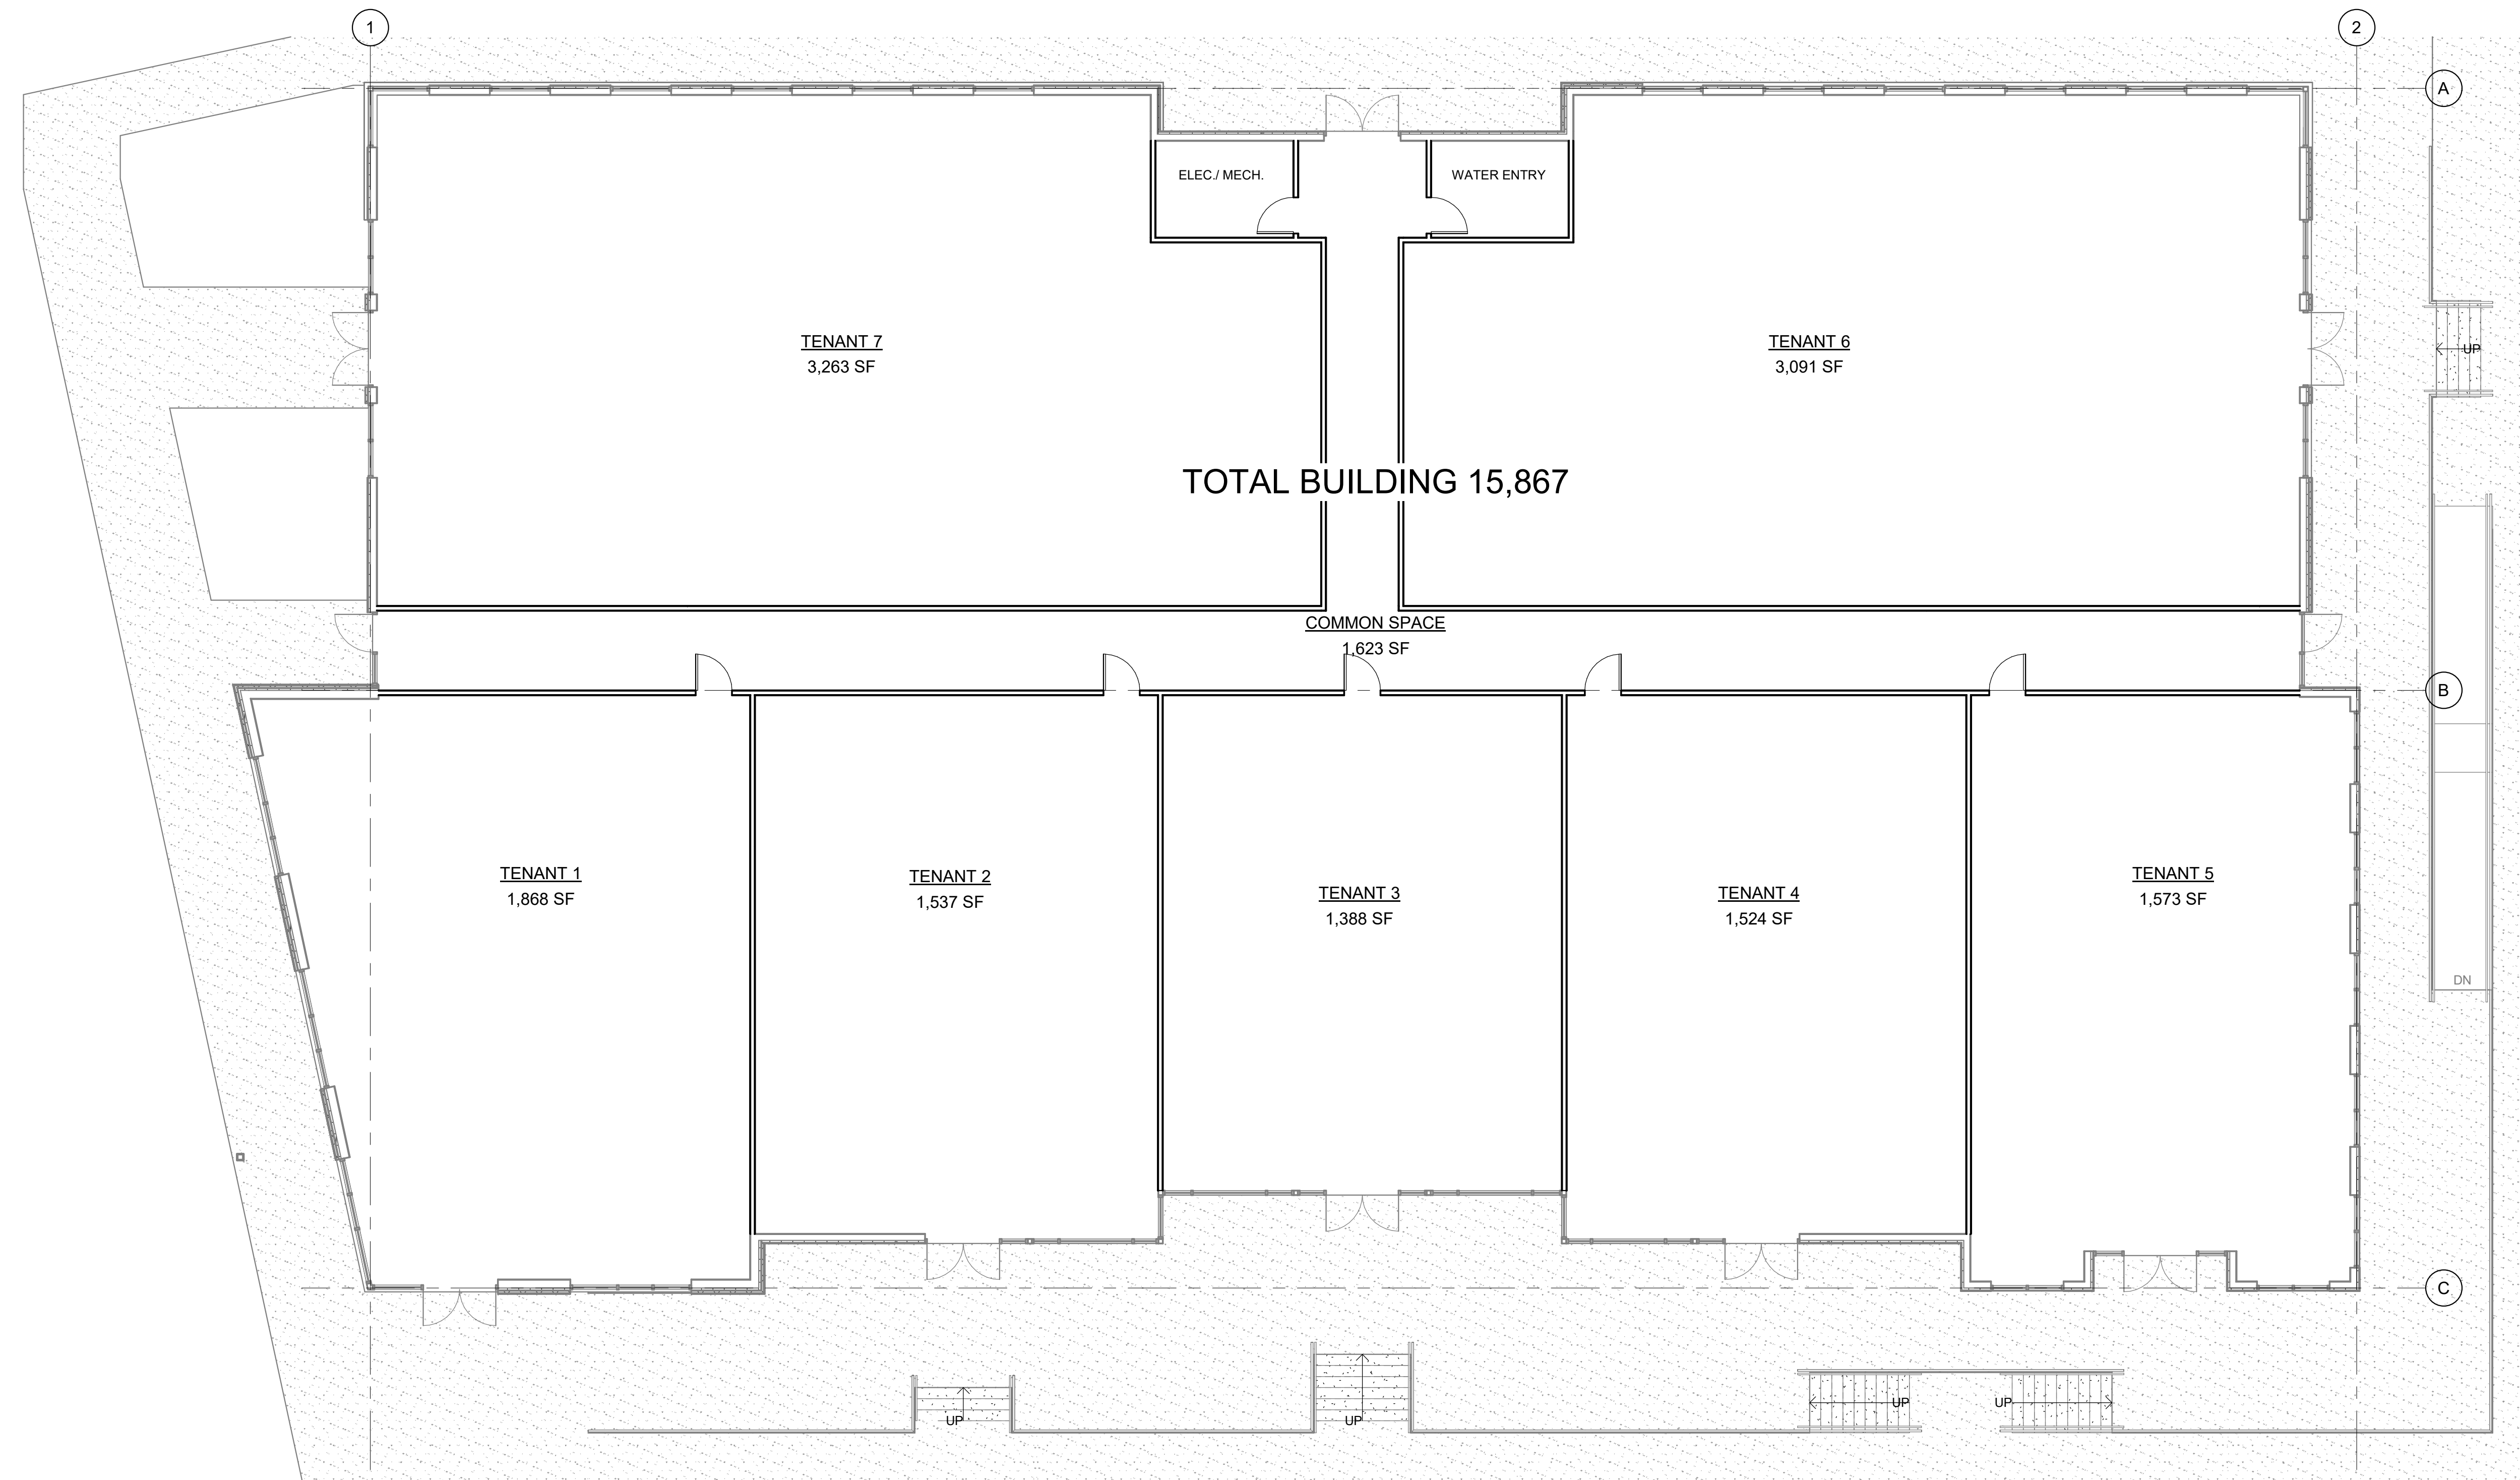 1
2
A
ELEC./ MECH.
WATER ENTRY
TENANT 7
3,263 SF
TENANT 6
3,091 SF
UP
TOTAL BUILDING 15,867
COMMON SPACE
1,623 SF
B
TENANT 1
1,868 SF
TENANT 2
1,537 SF
TENANT 3
1,388 SF
TENANT 4
1,524 SF
TENANT 5
1,573 SF
DN
C
UP
UP
UP
UP